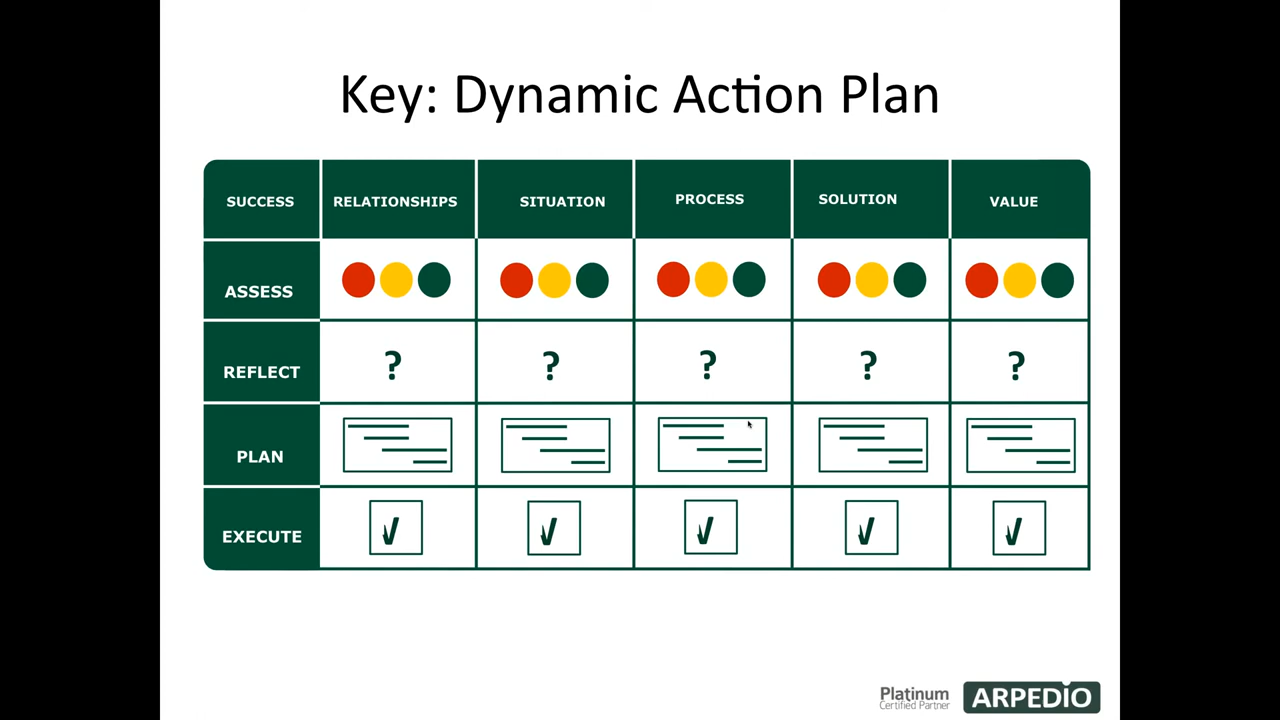 Key: Dynamic Action Plan
SUCCESS RELATIONSHIPS SITUATION PROCESS SOLUTION VALUE
ASSESS
REFLECT ? ? ? ? ?
PLAN
EXECUTE
Platinum
Certified Partner
ARPEDIO